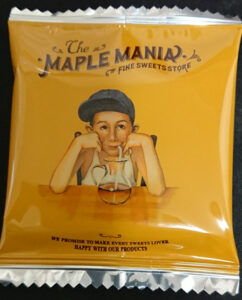 The
MAPLE MANIA
FINE SWEETS STORE
WE PROMISE TO MAKE EVERY SWEETS LOVER
HAPPY WITH OUR PRODUCTS